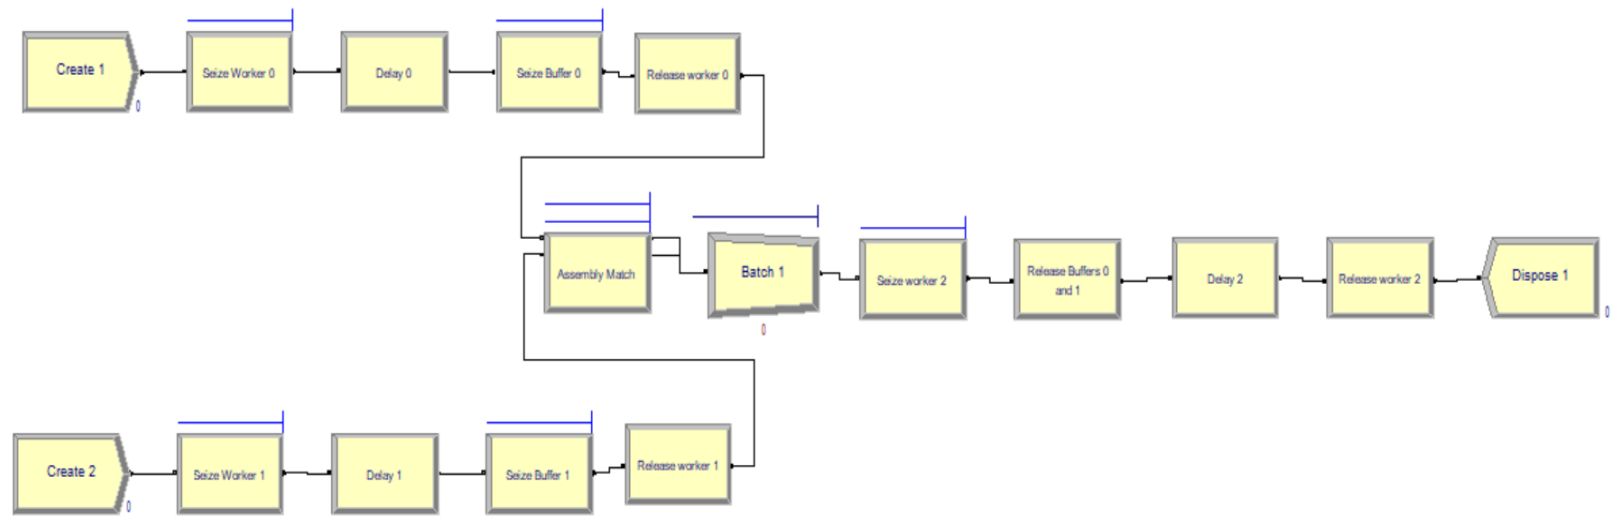 Create 1
0
Seize Worker 0
Delay 0
Seize Buffer 0
Release worker 0
Assembly Match
Batch 1
0
Seize worker 2
Release Buffers 0
and 1
Delay 2
Release worker 2
Dispose 1
0
Create 2
0
Seize Worker 1
Delay 1
Seize Buffer 1
Release worker 1